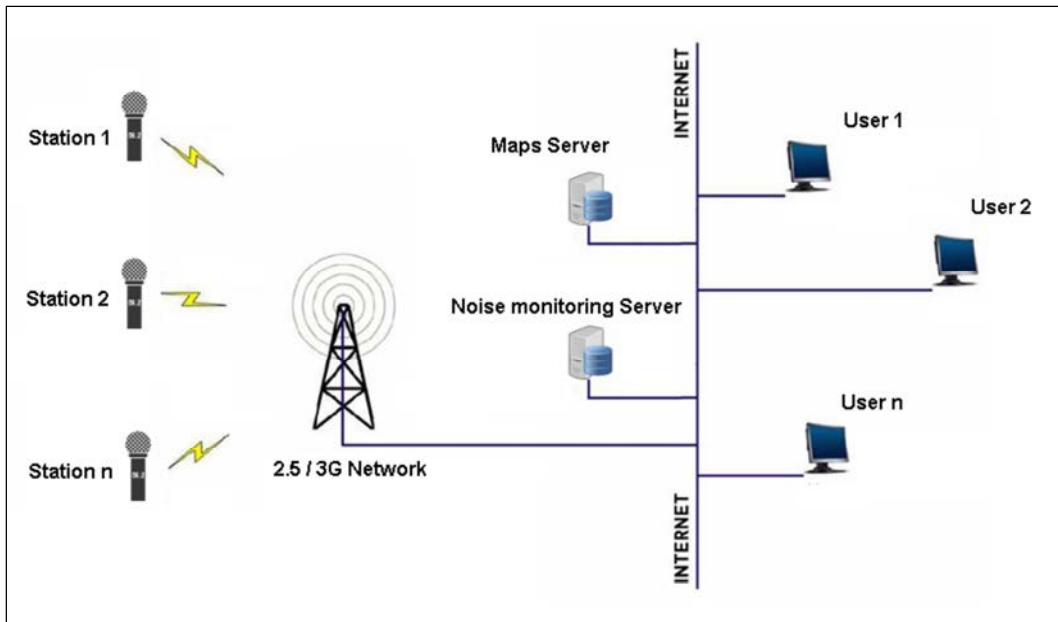 Station 1
Station 2
Station n
2.5 / 3G Network
Maps Server
Noise monitoring Server
INTERNET
INTERNET
User 1
User 2
User n